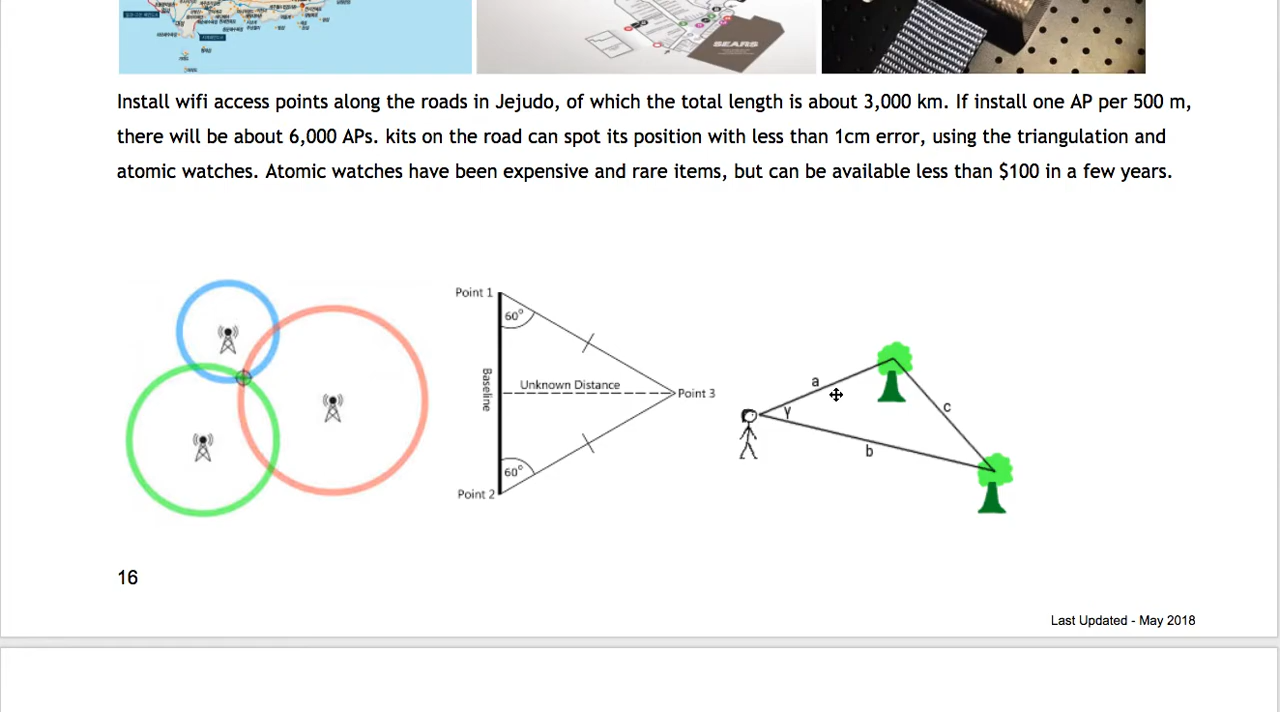 SEARS
Install wifi access points along the roads in Jejudo, of which the total length is about 3,000 km. If install one AP per 500 m,
there will be about 6,000 APs. kits on the road can spot its position with less than 1cm error, using the triangulation and
atomic watches. Atomic watches have been expensive and rare items, but can be available less than $100 in a few years.
Point 1
60°
Baseline
Unknown Distance
Point 3
60°
Point 2
a
γ
b
c
16
Last Updated - May 2018